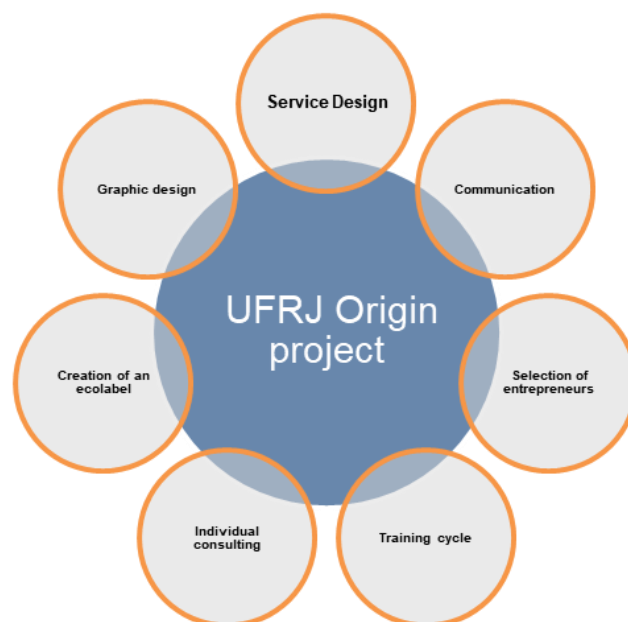 Service Design
Graphic design
Communication
UFRJ Origin
project
Creation of an
ecolabel
Selection of
entrepreneurs
Individual
consulting
Training cycle